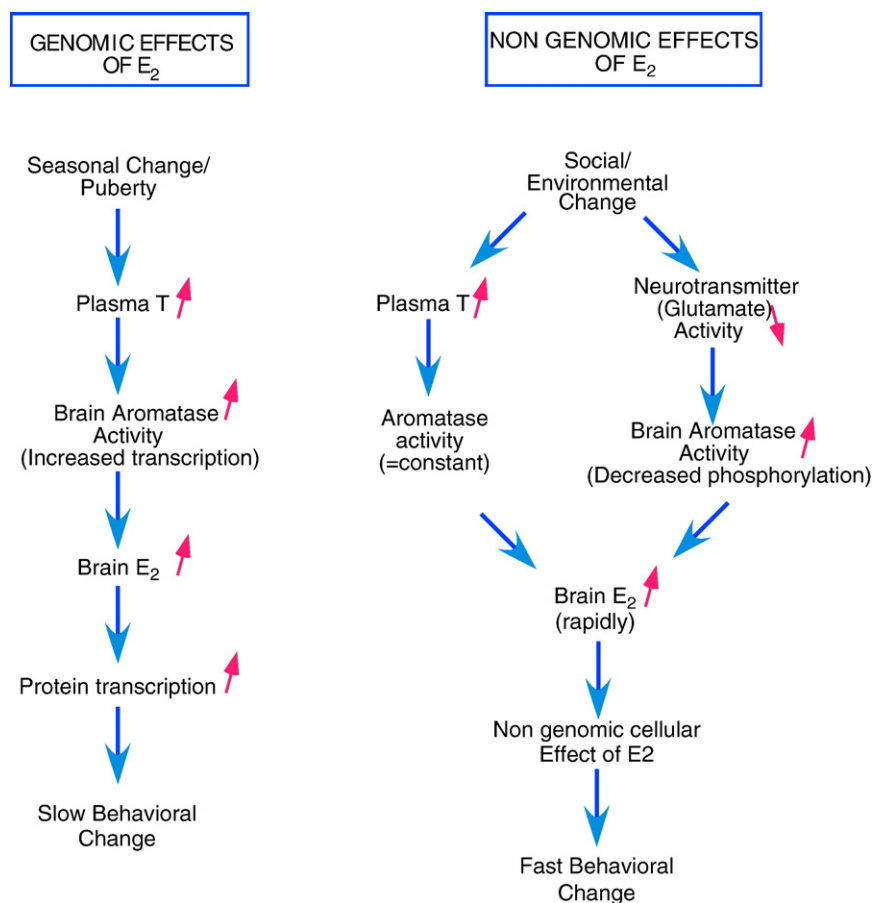 GENOMIC EFFECTS
OF E₂
Seasonal Change/
Puberty
Plasma T
Brain Aromatase
Activity
(Increased transcription)
Brain E₂
Protein transcription
Slow Behavioral
Change
NON GENOMIC EFFECTS
OF E₂
Social/
Environmental
Change
Plasma T
Aromatase
activity
(=constant)
Neurotransmitter
(Glutamate)
Activity
Brain Aromatase
Activity
(Decreased phosphorylation)
Brain E₂
(rapidly)
Non genomic cellular
Effect of E2
Fast Behavioral
Change